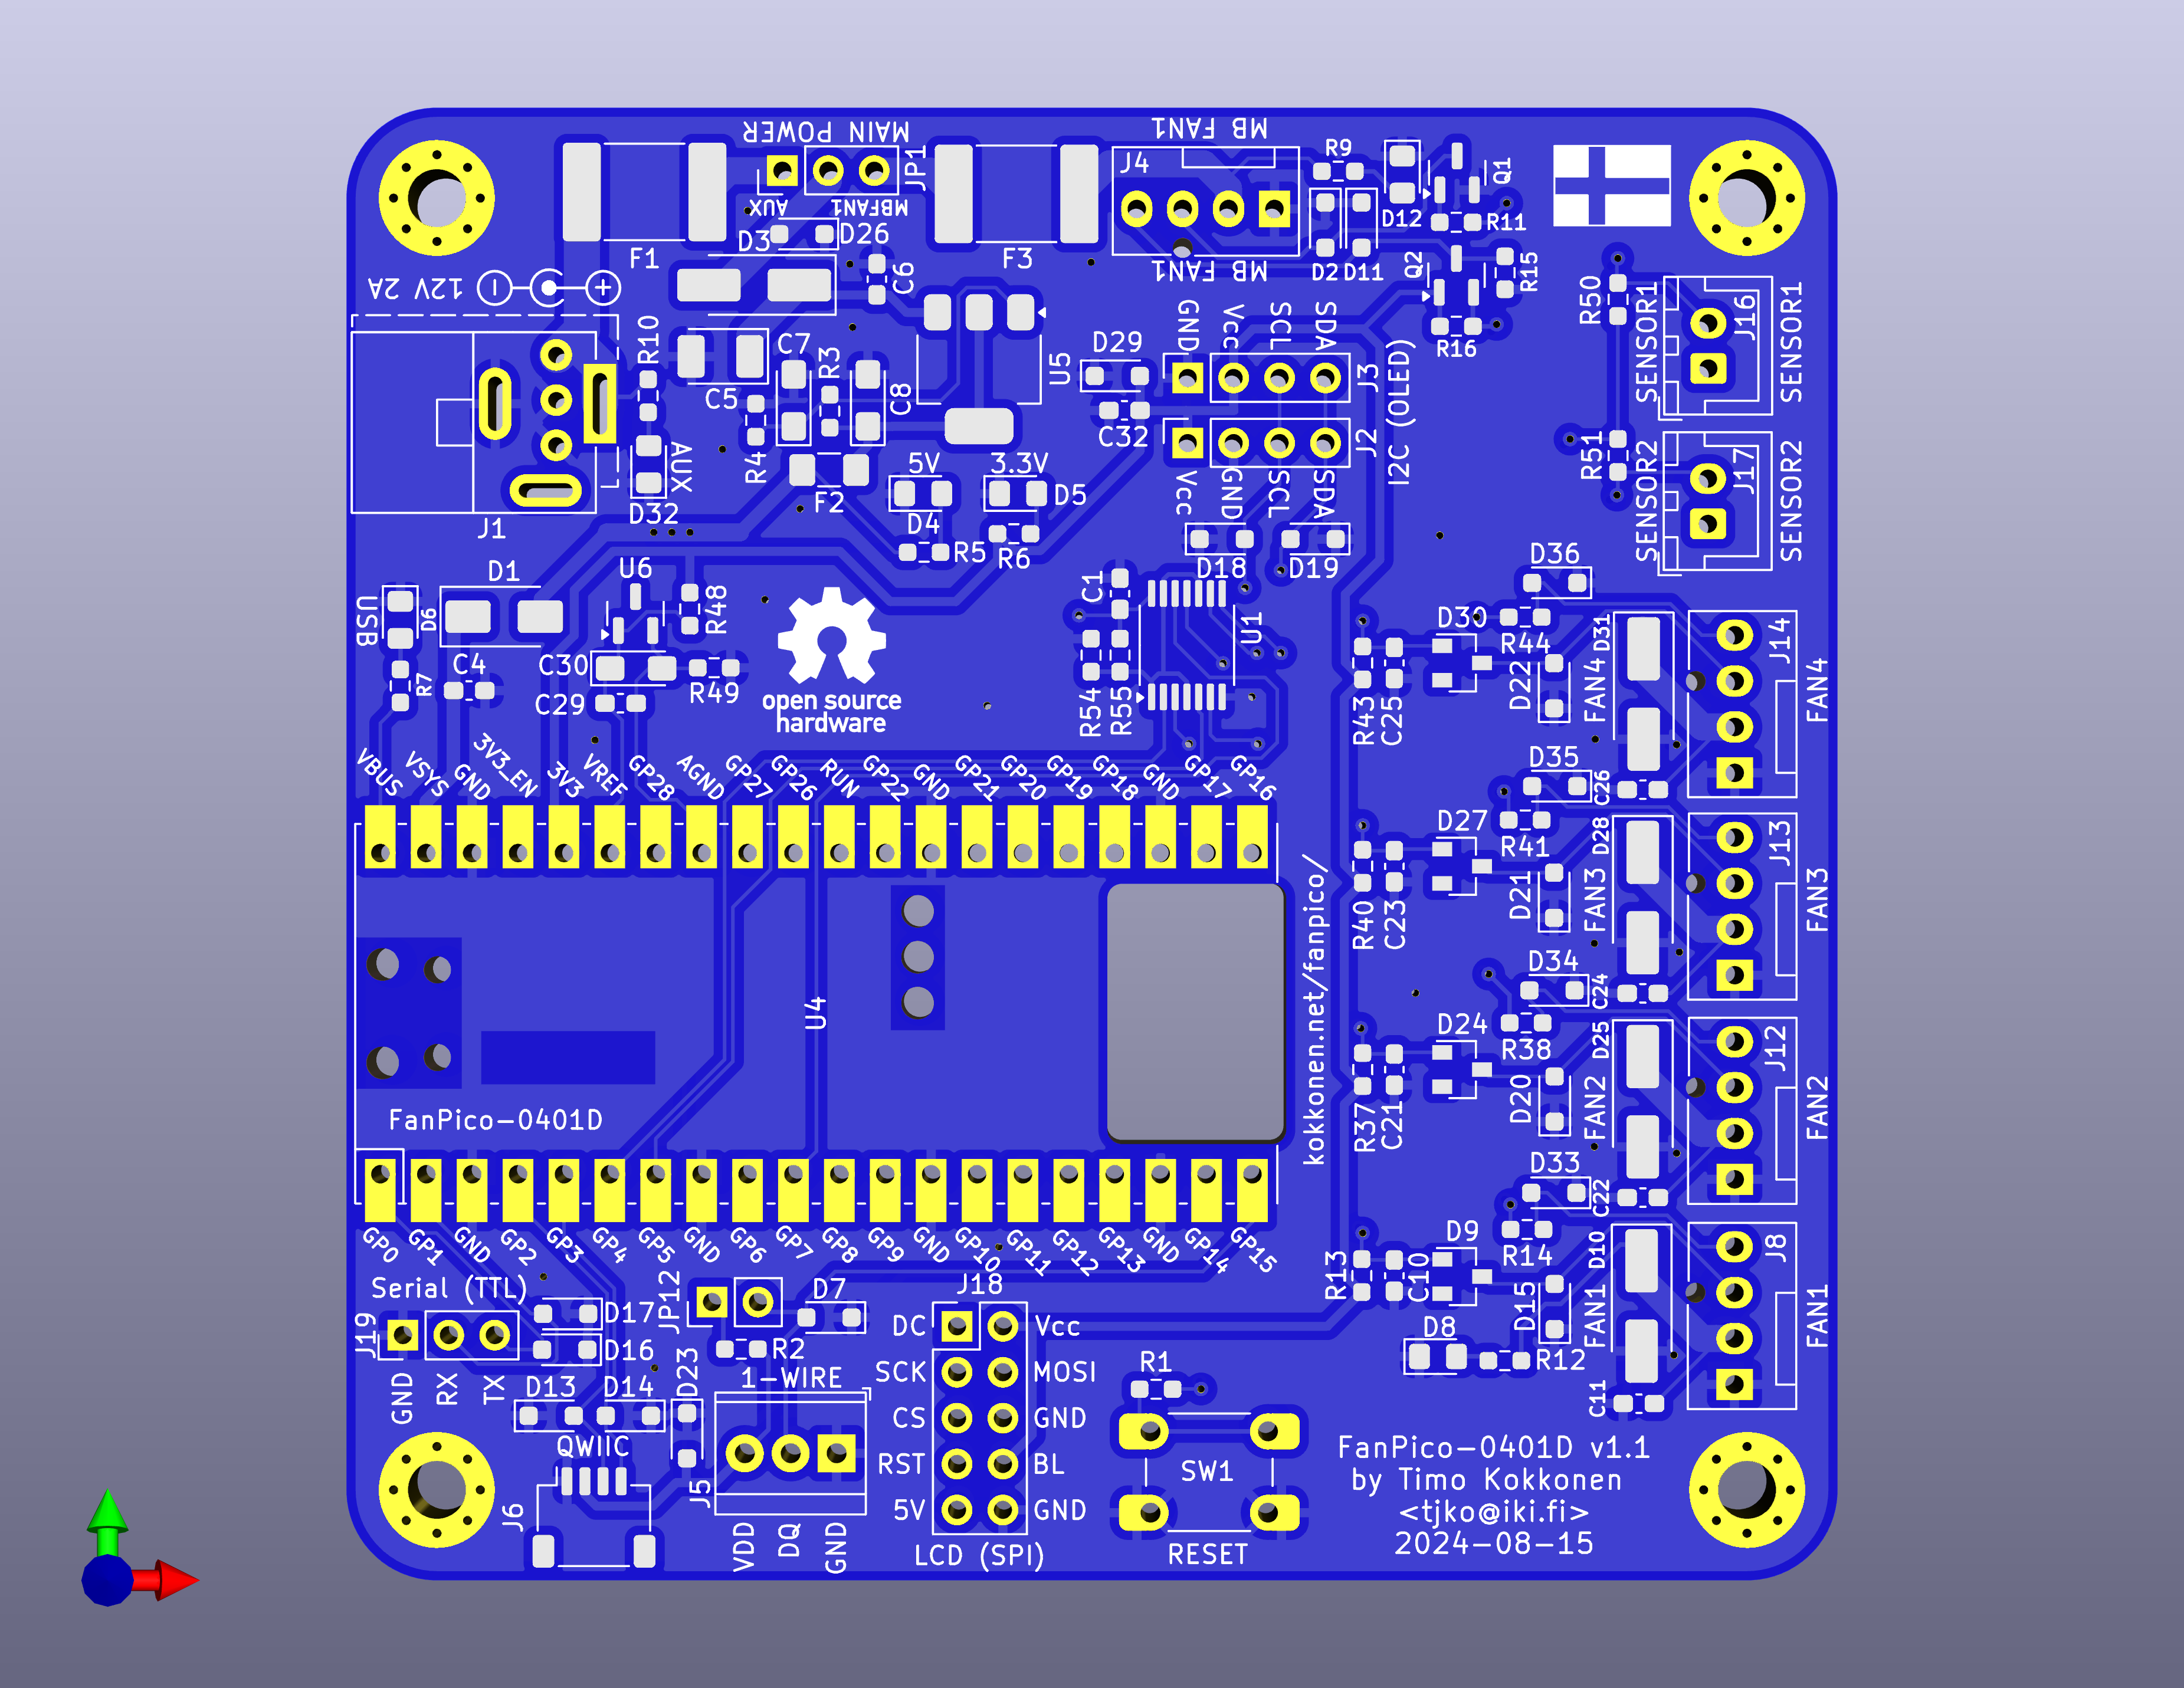 MAIN POWER
JP1
AUX
MBFAN1
F1
D3
D26
C6
F3
MB FAN1
J4
MB FAN1
R9
D12
Q1
R11
D2
D11
Q2
R15
R16
12V 2A
J1
R10
AUX
D32
C5
C7
R3
R4
C8
F2
U5
5V
D4
R5
3.3V
D5
R6
D29
C32
GND
Vcc
SCL
SDA
J3
J2
Vcc
GND
SCL
SDA
I2C (OLED)
D18
D19
R50
SENSOR1
J16
SENSOR1
R51
SENSOR2
J17
SENSOR2
USB
D6
R7
D1
C4
U6
R48
C30
C29
R49
open source
hardware
C1
U1
R54
R55
D36
D30
R44
D31
R43
C25
D22
FAN4
J14
FAN4
C26
D35
D27
R41
D28
R40
C23
D21
FAN3
J13
FAN3
C24
D34
D24
R38
D25
R37
C21
D20
FAN2
J12
FAN2
C22
D33
D9
R14
D10
R13
C10
D15
FAN1
J8
FAN1
D8
R12
C11
VBUS
VSYS
GND
3V3_EN
3V3
VREF
GP28
AGND
GP27
GP26
RUN
GP22
GND
GP21
GP20
GP19
GP18
GND
GP17
GP16
U4
FanPico-0401D
kokkonen.net/fanpico/
GP0
GP1
GND
GP2
GP3
GP4
GP5
GND
GP6
GP7
GP8
GP9
GND
GP10
GP11
GP12
GP13
GND
GP14
GP15
Serial (TTL)
J19
GND
RX
TX
D17
D16
D13
D14
D23
QWIIC
J6
JP12
D7
R2
1-WIRE
J5
VDD
DQ
GND
J18
DC
Vcc
SCK
MOSI
CS
GND
RST
BL
5V
GND
LCD (SPI)
R1
SW1
RESET
FanPico-0401D v1.1
by Timo Kokkonen
<tjko@iki.fi>
2024-08-15